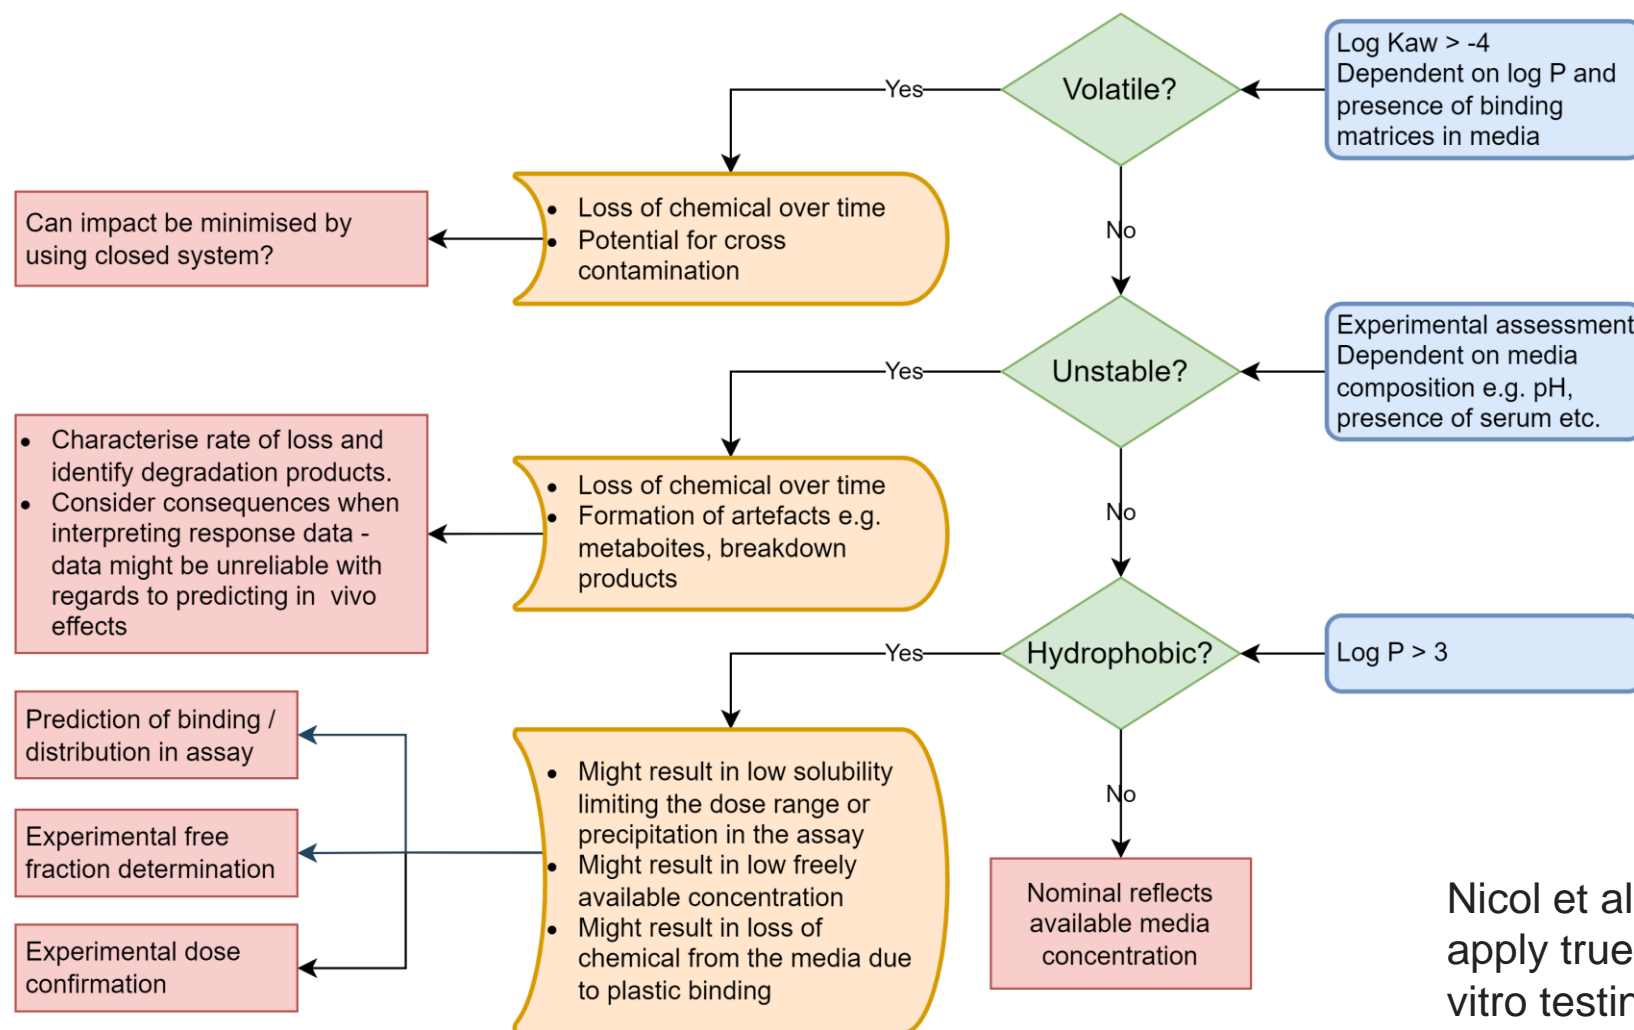 Log Kaw > -4
Dependent on log P and
presence of binding
matrices in media
Volatile?
Yes
No
• Loss of chemical over time
• Potential for cross
contamination
Can impact be minimised by
using closed system?
Experimental assessment
Dependent on media
composition e.g. pH,
presence of serum etc.
Unstable?
Yes
No
• Loss of chemical over time
• Formation of artefacts e.g.
metaboites, breakdown
products
• Characterise rate of loss and
identify degradation products.
• Consider consequences when
interpreting response data -
data might be unreliable with
regards to predicting in vivo
effects
Log P > 3
Hydrophobic?
Yes
No
• Might result in low solubility
limiting the dose range or
precipitation in the assay
• Might result in low freely
available concentration
• Might result in loss of
chemical from the media due
to plastic binding
Prediction of binding /
distribution in assay
Experimental free
fraction determination
Experimental dose
confirmation
Nominal reflects
available media
concentration
Nicol et al
apply true
vitro